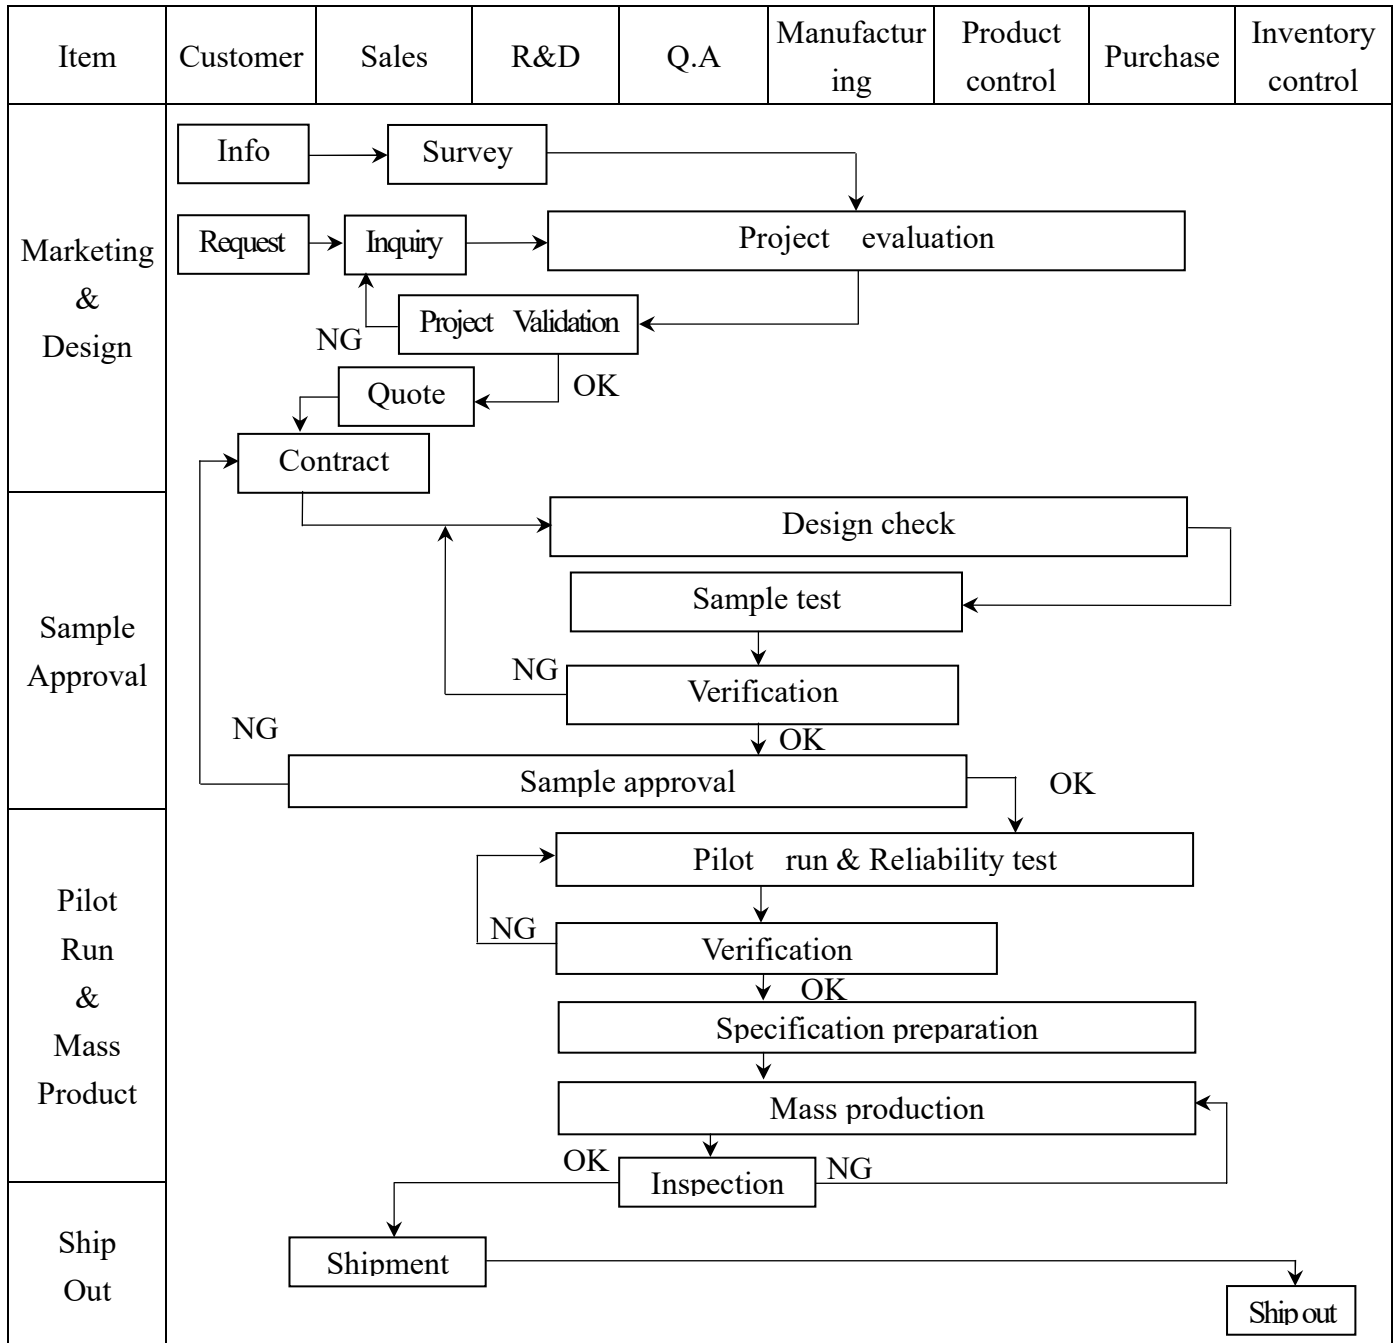 Item
Customer
Sales
R&D
Q.A
Manufactur
ing
Product
control
Purchase
Inventory
control
Marketing
&
Design
Info
Survey
Request
Inquiry
Project evaluation
NG
Project Validation
OK
Quote
Contract
Sample
Approval
Design check
Sample test
NG
Verification
NG
OK
Sample approval
OK
Pilot
Run
&
Mass
Product
Pilot run & Reliability test
NG
Verification
OK
Specification preparation
Mass production
OK
Inspection
NG
Ship
Out
Shipment
Ship out